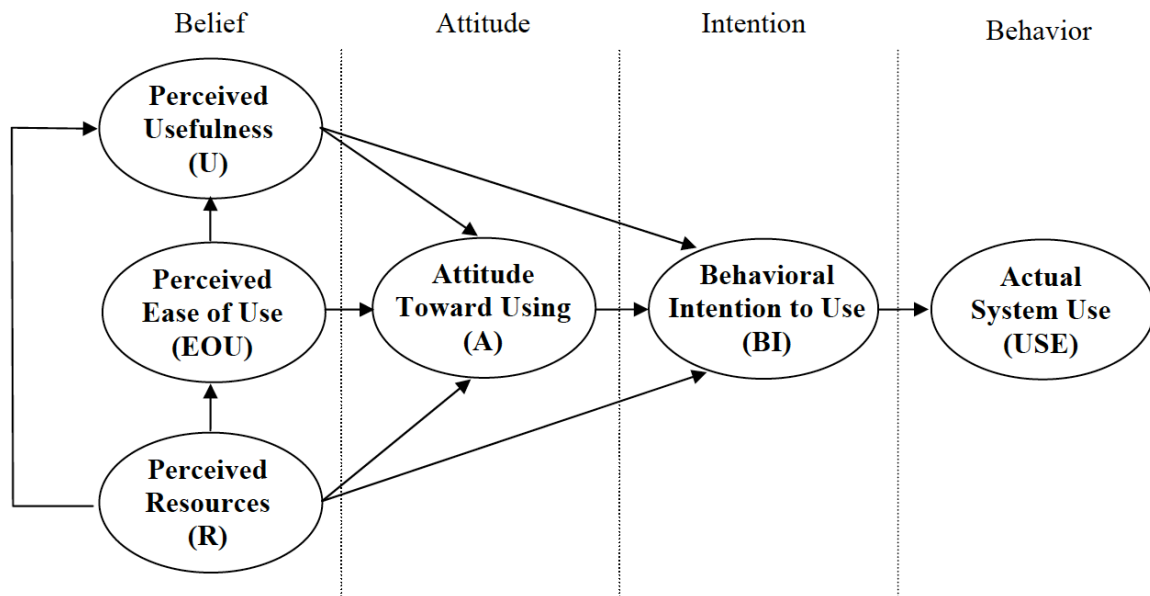 Belief
Attitude
Intention
Behavior
Perceived
Usefulness
(U)
Perceived
Ease of Use
(EOU)
Perceived
Resources
(R)
Attitude
Toward Using
(A)
Behavioral
Intention to Use
(BI)
Actual
System Use
(USE)